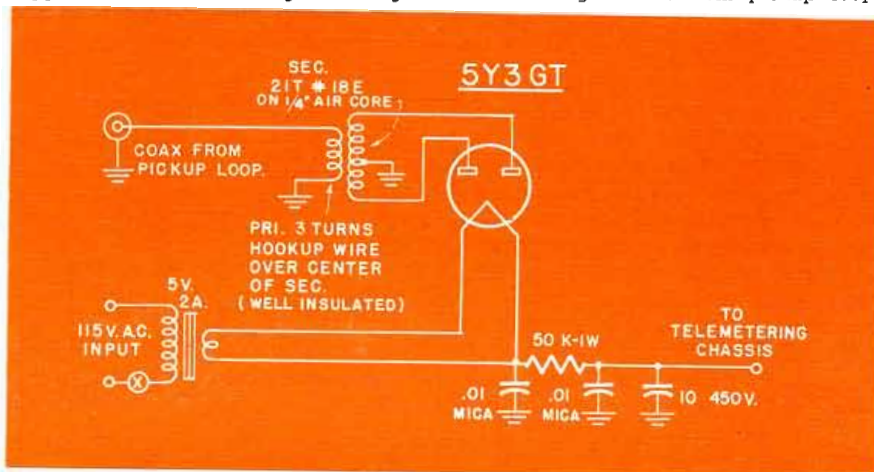 SEC.
21T # 18E
ON 1/4" AIR CORE
5Y3 GT
COAX FROM
PICKUP LOOP.
PRI. 3 TURNS
HOOKUP WIRE
OVER CENTER
OF SEC.
(WELL INSULATED)
5V.
2A.
115V. A.C.
INPUT
X
50 K-1W
TO
TELEMETERING
CHASSIS
.01
MICA
.01
MICA
10 450V.